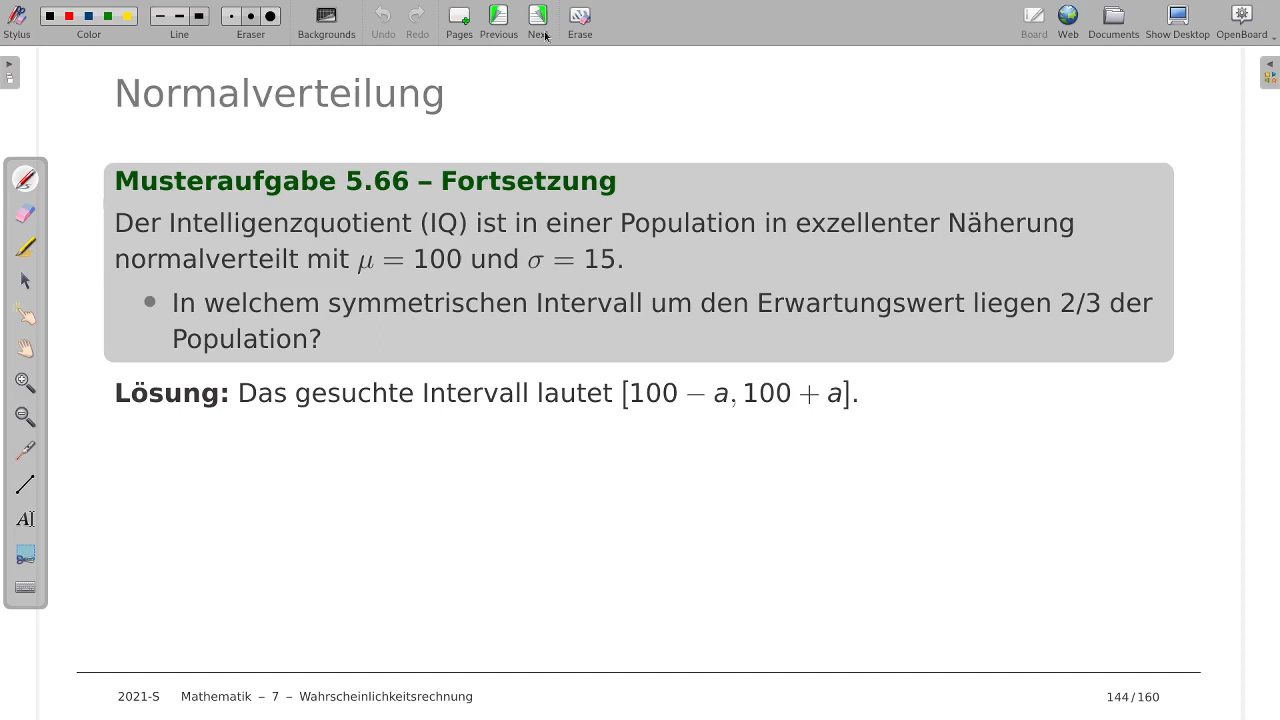 Stylus Color Line Eraser Backgrounds Undo Redo Pages Previous Next Erase Board Web Documents Show Desktop OpenBoard
Normalverteilung
Musteraufgabe 5.66 – Fortsetzung
Der Intelligenzquotient (IQ) ist in einer Population in exzellenter Näherung
normalverteilt mit μ = 100 und σ = 15.
• In welchem symmetrischen Intervall um den Erwartungswert liegen 2/3 der
Population?
Lösung: Das gesuchte Intervall lautet [100 − a, 100 + a].
2021-S Mathematik – 7 – Wahrscheinlichkeitsrechnung 144/160